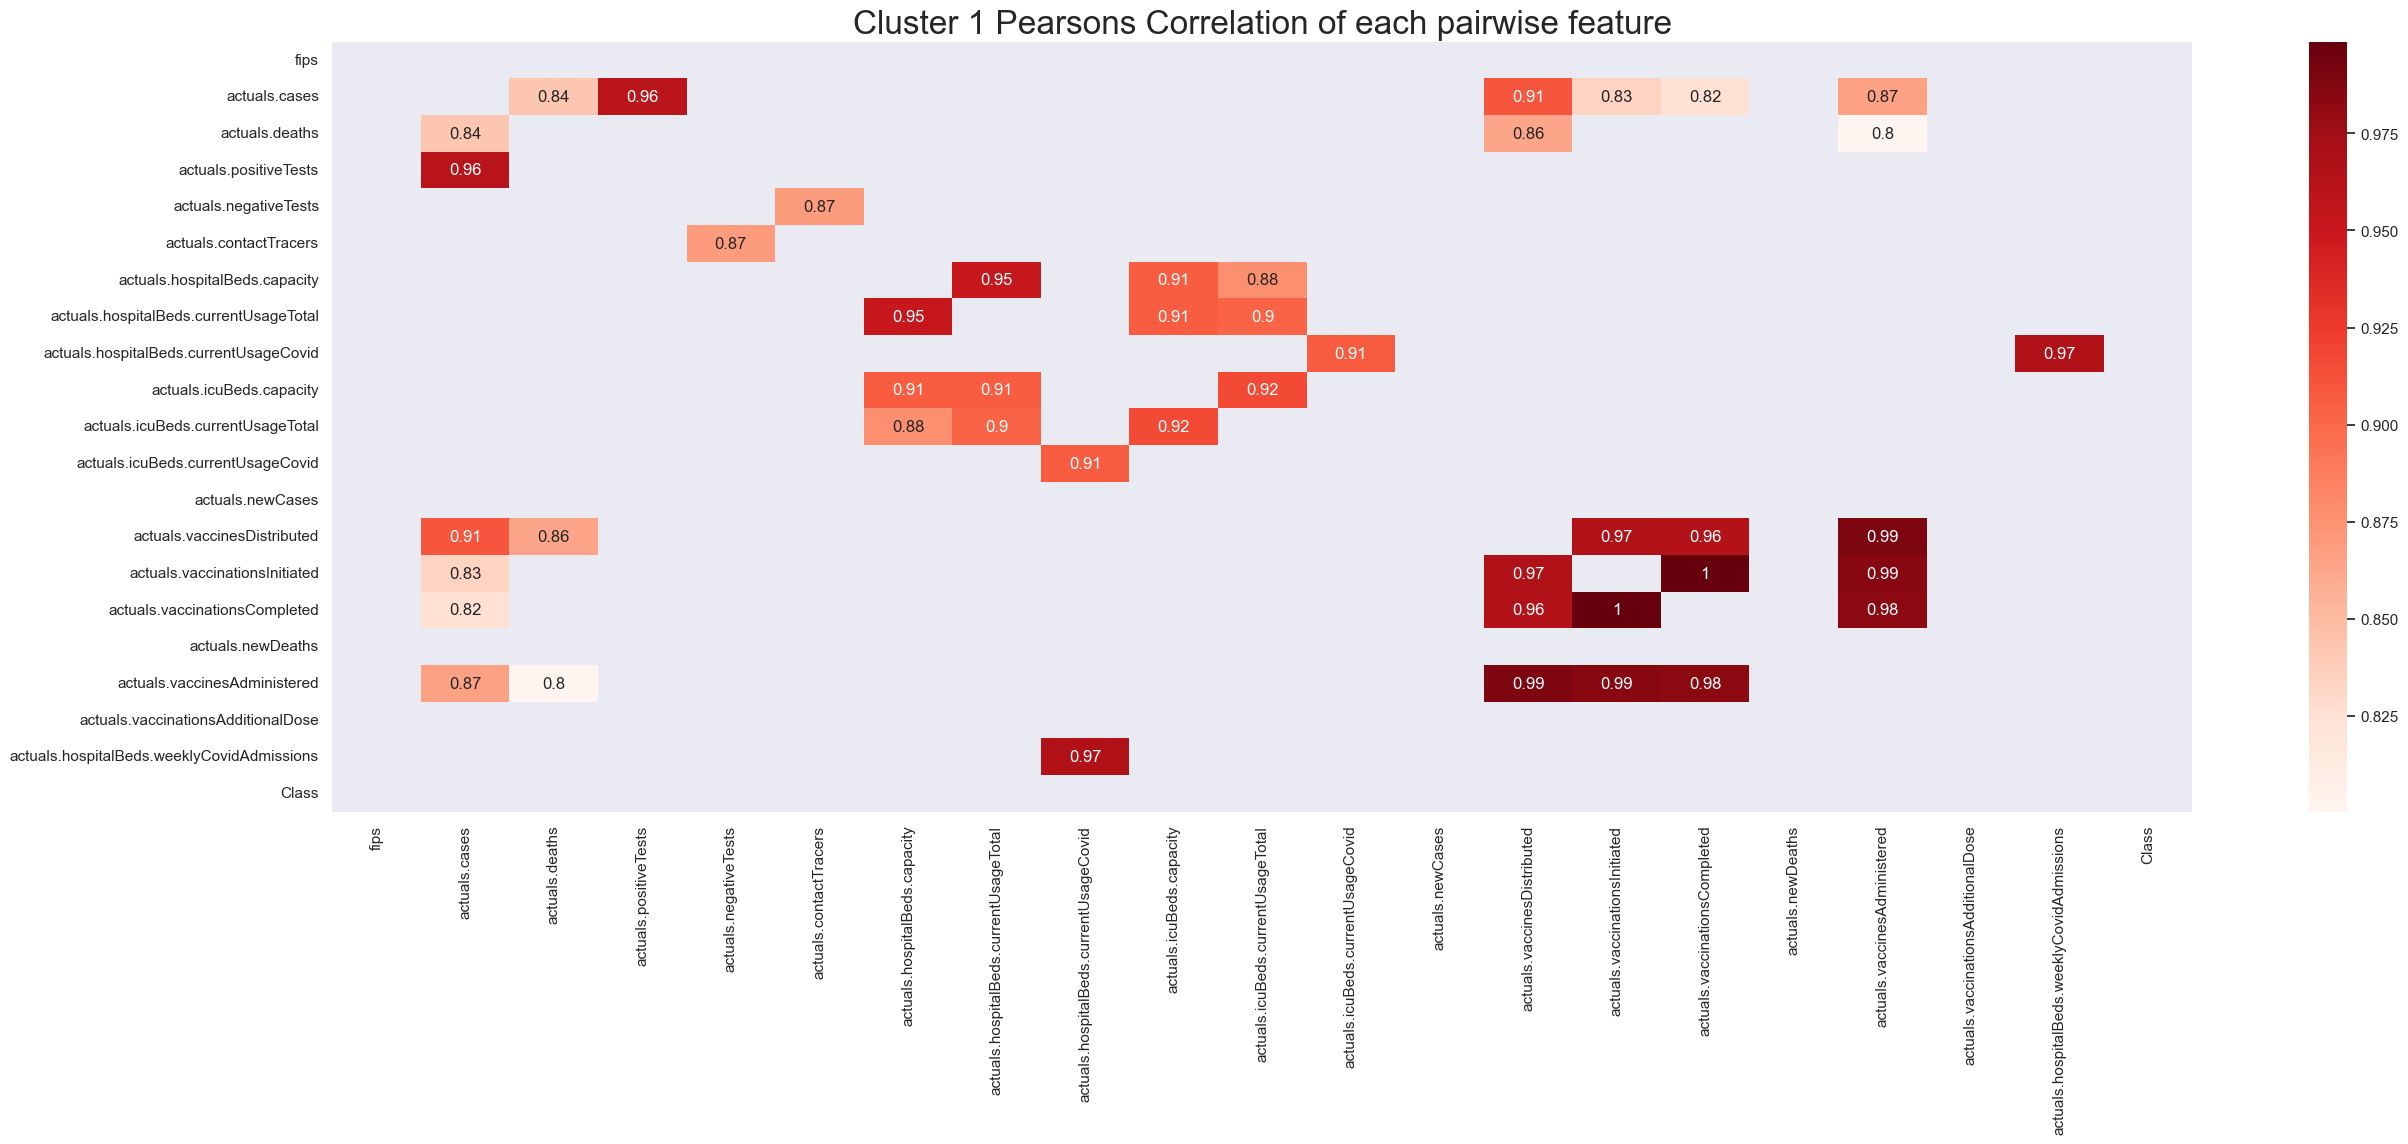 Cluster 1 Pearsons Correlation of each pairwise feature
fips
actuals.cases 0.84 0.96 0.91 0.83 0.82 0.87
actuals.deaths 0.84 0.86 0.8
actuals.positiveTests 0.96
actuals.negativeTests 0.87
actuals.contactTracers 0.87
actuals.hospitalBeds.capacity 0.95 0.91 0.88
actuals.hospitalBeds.currentUsageTotal 0.95 0.91 0.9
actuals.hospitalBeds.currentUsageCovid 0.91 0.97
actuals.icuBeds.capacity 0.91 0.91 0.92
actuals.icuBeds.currentUsageTotal 0.88 0.9 0.92
actuals.icuBeds.currentUsageCovid 0.91
actuals.newCases
actuals.vaccinesDistributed 0.91 0.86 0.97 0.96 0.99
actuals.vaccinationsInitiated 0.83 0.97 1 0.99
actuals.vaccinationsCompleted 0.82 0.96 1 0.98
actuals.newDeaths
actuals.vaccinesAdministered 0.87 0.8 0.99 0.99 0.98
actuals.vaccinationsAdditionalDose
actuals.hospitalBeds.weeklyCovidAdmissions 0.97
Class
fips
actuals.cases
actuals.deaths
actuals.positiveTests
actuals.negativeTests
actuals.contactTracers
actuals.hospitalBeds.capacity
actuals.hospitalBeds.currentUsageTotal
actuals.hospitalBeds.currentUsageCovid
actuals.icuBeds.capacity
actuals.icuBeds.currentUsageTotal
actuals.icuBeds.currentUsageCovid
actuals.newCases
actuals.vaccinesDistributed
actuals.vaccinationsInitiated
actuals.vaccinationsCompleted
actuals.newDeaths
actuals.vaccinesAdministered
actuals.vaccinationsAdditionalDose
actuals.hospitalBeds.weeklyCovidAdmissions
Class
0.975
0.950
0.925
0.900
0.875
0.850
0.825